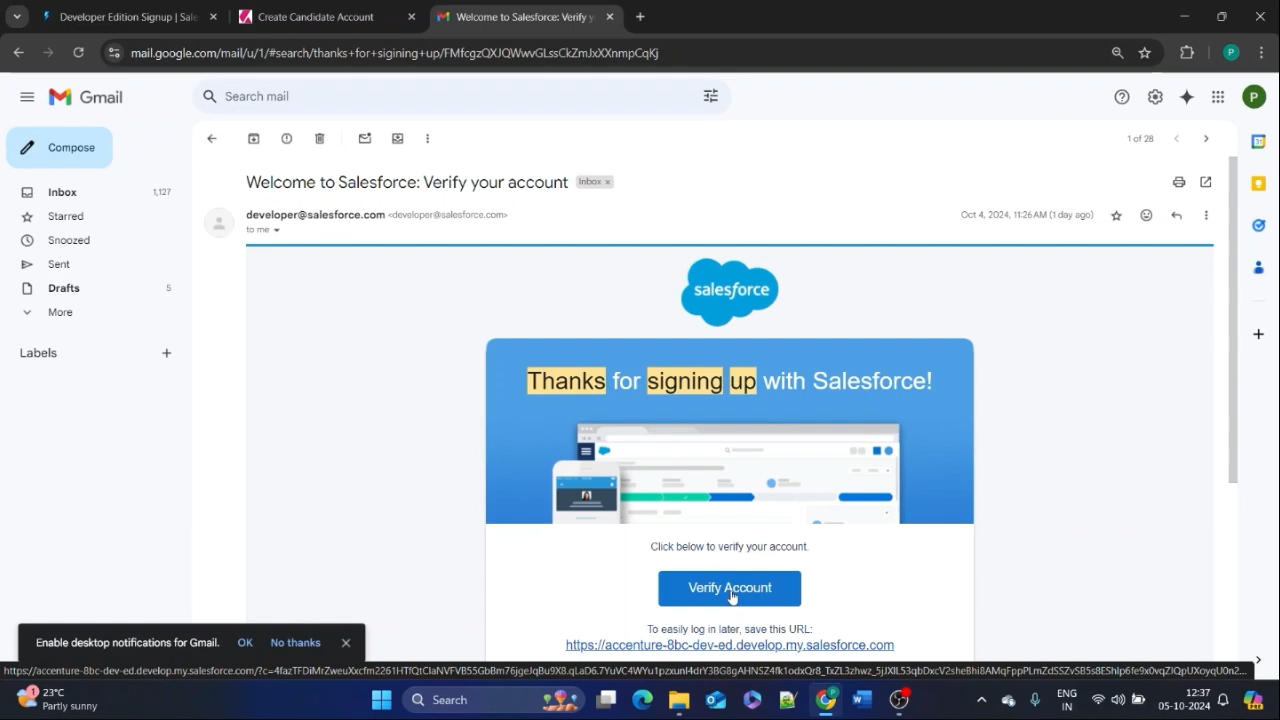 Developer Edition Signup | Sales
Create Candidate Account
Welcome to Salesforce: Verify y
mail.google.com/mail/u/1/#search/thanks+for+sigining+up/FMfcgzQXJQWwvGLssCkZmJxXXnmpCqKj
P
Gmail
Search mail
P
Compose
1 of 28
Inbox 1,127
Starred
Snoozed
Sent
Drafts 5
More
Labels
Welcome to Salesforce: Verify your account
Inbox x
developer@salesforce.com <developer@salesforce.com>
Oct 4, 2024, 11:26 AM (1 day ago)
to me
salesforce
Thanks for signing up with Salesforce!
Click below to verify your account.
Verify Account
To easily log in later, save this URL:
https://accenture-8bc-dev-ed.develop.my.salesforce.com
Enable desktop notifications for Gmail. OK No thanks
23°C
Partly sunny
Search
ENG
IN
12:37
05-10-2024